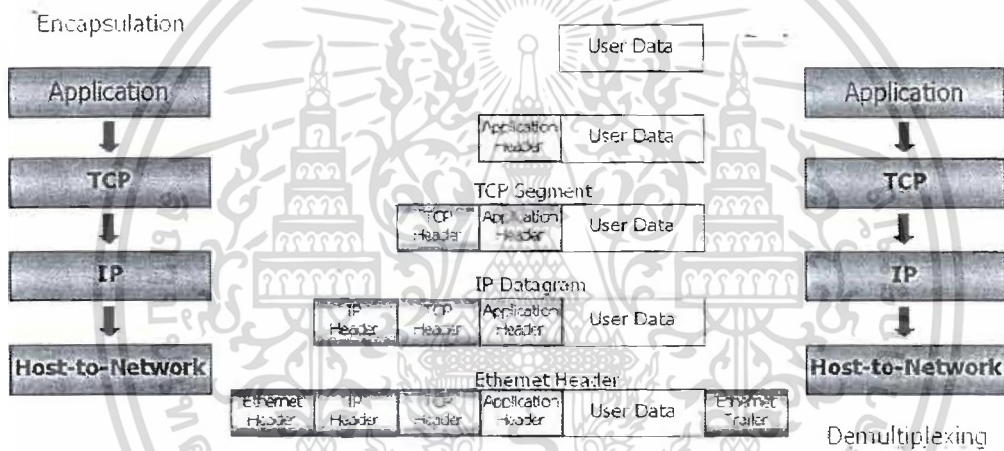 Encapsulation
User Data
Application
Application
Application Header
User Data
TCP Segment
TCP
TCP
TCP Header
Application Header
User Data
IP Datagram
IP
IP
IP Header
TCP Header
Application Header
User Data
Ethernet Header
Host-to-Network
Host-to-Network
Ethernet Header
IP Header
TCP Header
Application Header
User Data
Ethernet Trailer
Demultiplexing